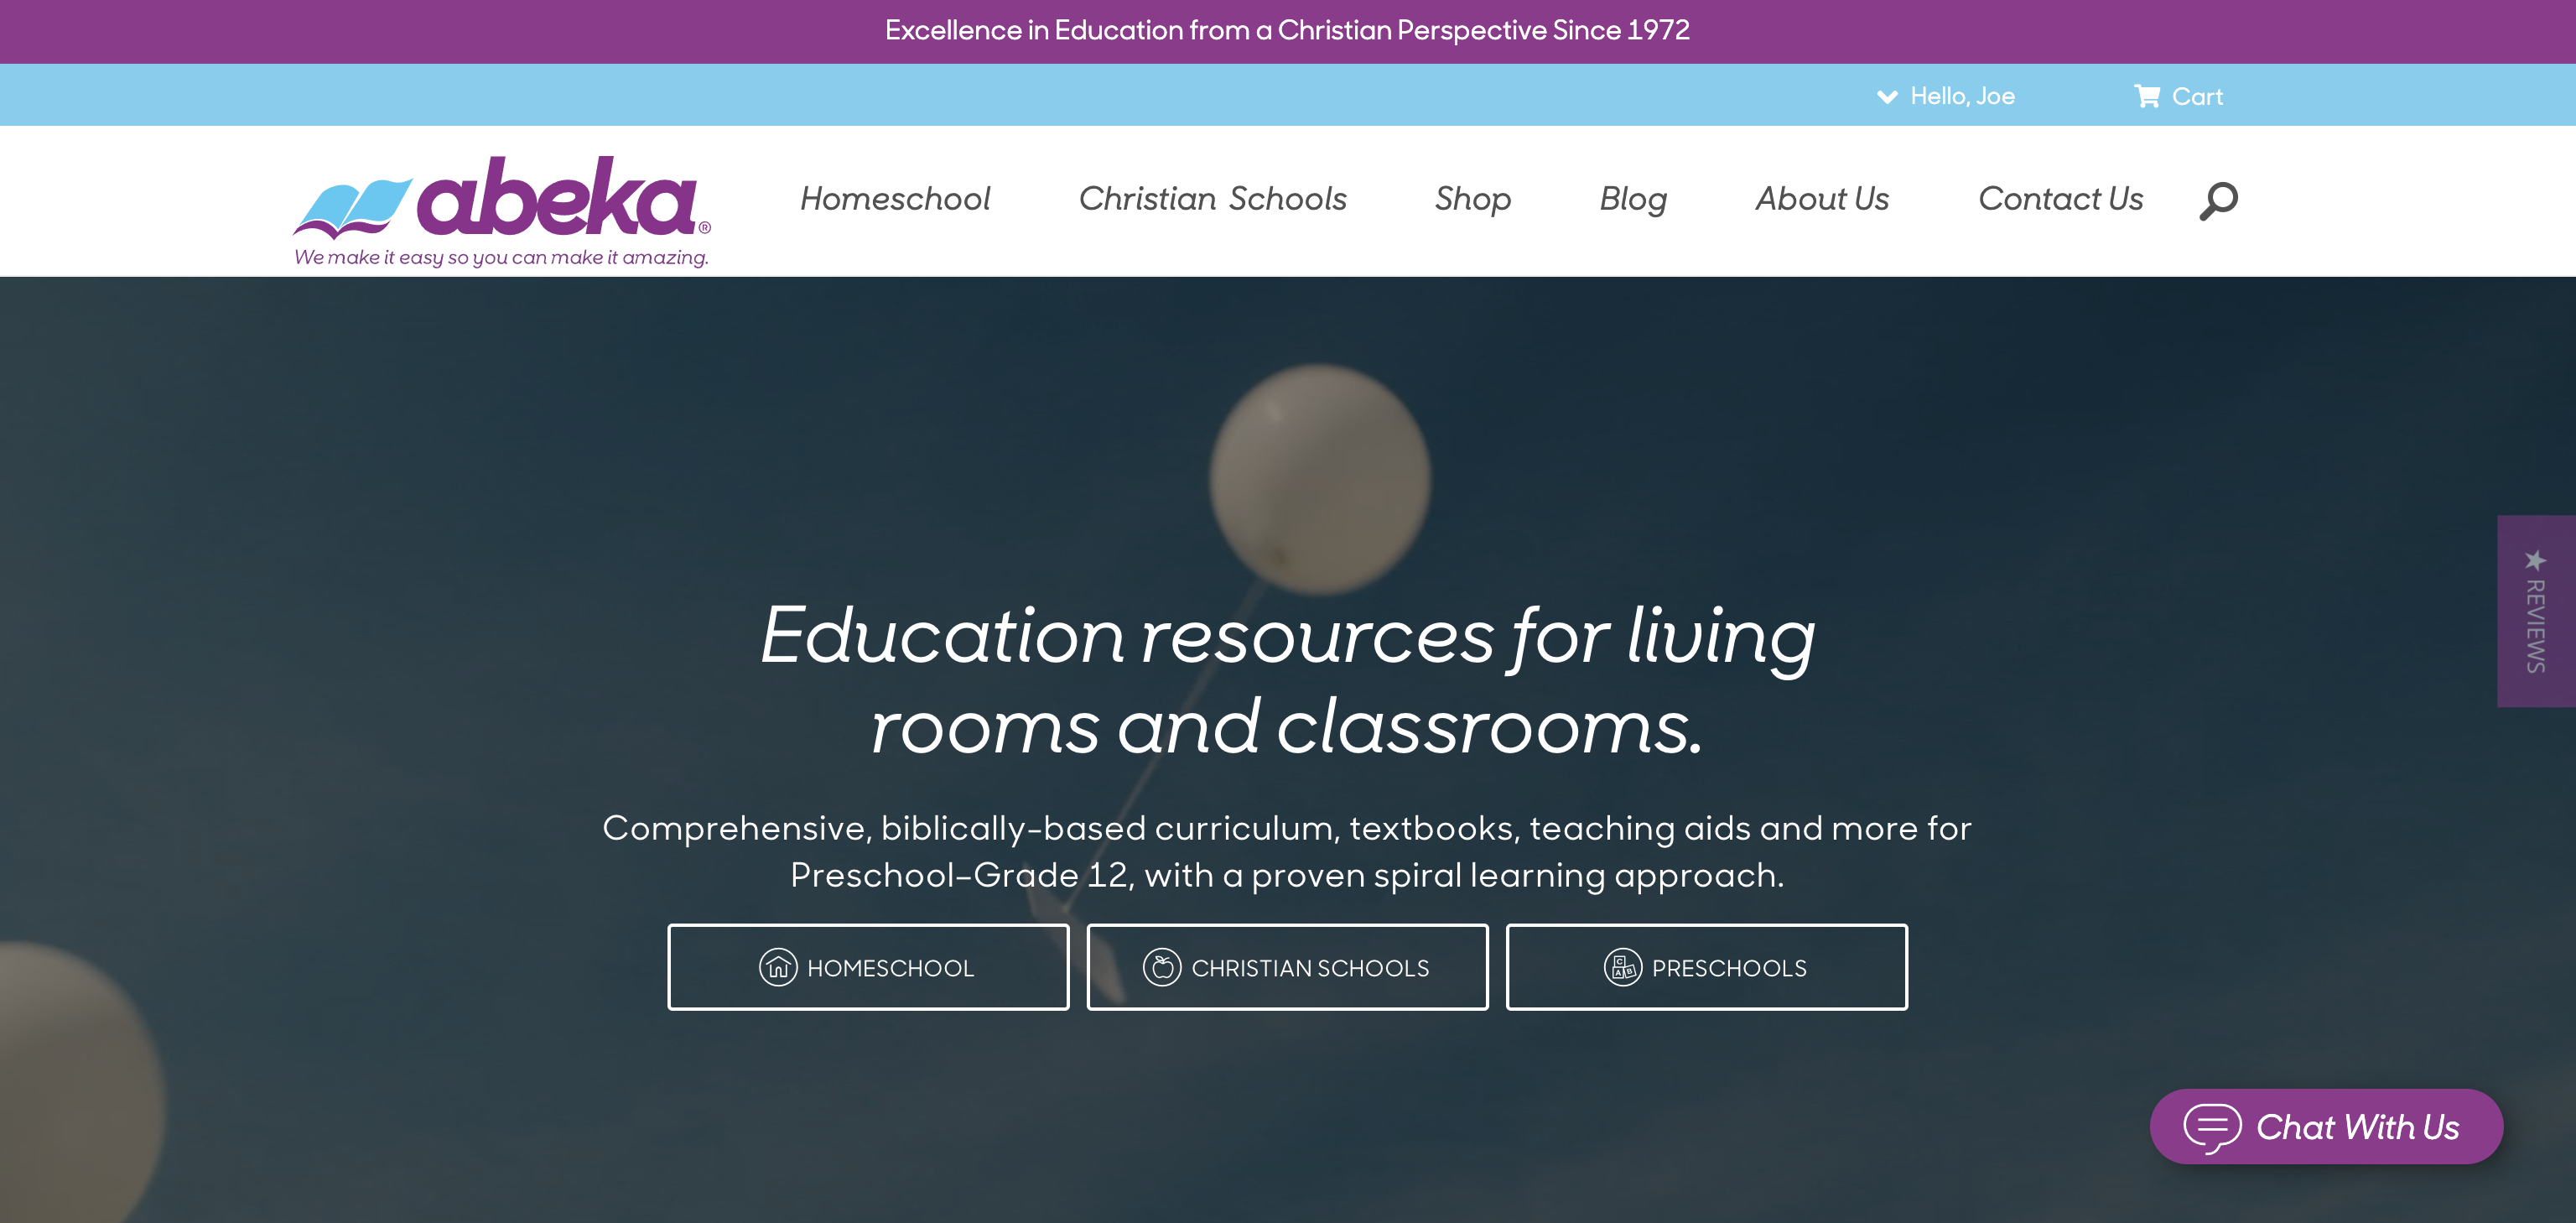 Excellence in Education from a Christian Perspective Since 1972
Hello, Joe
Cart
abeka®
We make it easy so you can make it amazing.
Homeschool
Christian Schools
Shop
Blog
About Us
Contact Us
★ REVIEWS
Education resources for living
rooms and classrooms.
Comprehensive, biblically-based curriculum, textbooks, teaching aids and more for
Preschool–Grade 12, with a proven spiral learning approach.
HOMESCHOOL
CHRISTIAN SCHOOLS
C
A B
PRESCHOOLS
Chat With Us